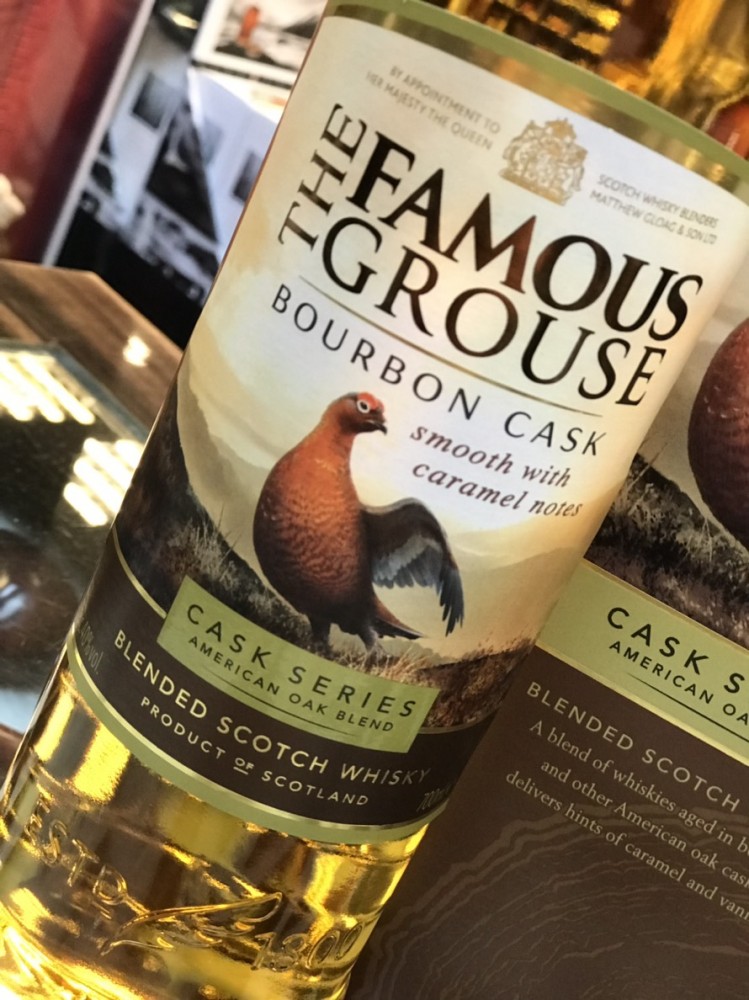 BY APPOINTMENT TO
HER MAJESTY THE QUEEN
SCOTCH WHISKY BLENDERS
MATTHEW GLOAG & SON LTD
THE
FAMOUS
GROUSE
BOURBON CASK
smooth with
caramel notes
CASK SERIES
AMERICAN OAK BLEND
BLENDED SCOTCH WHISKY
PRODUCT OF SCOTLAND
ESTD
1800
CASK S
AMERICAN OA
BLENDED SCOTCH
A blend of whiskies aged in b
and other American oak cas
delivers hints of caramel and van